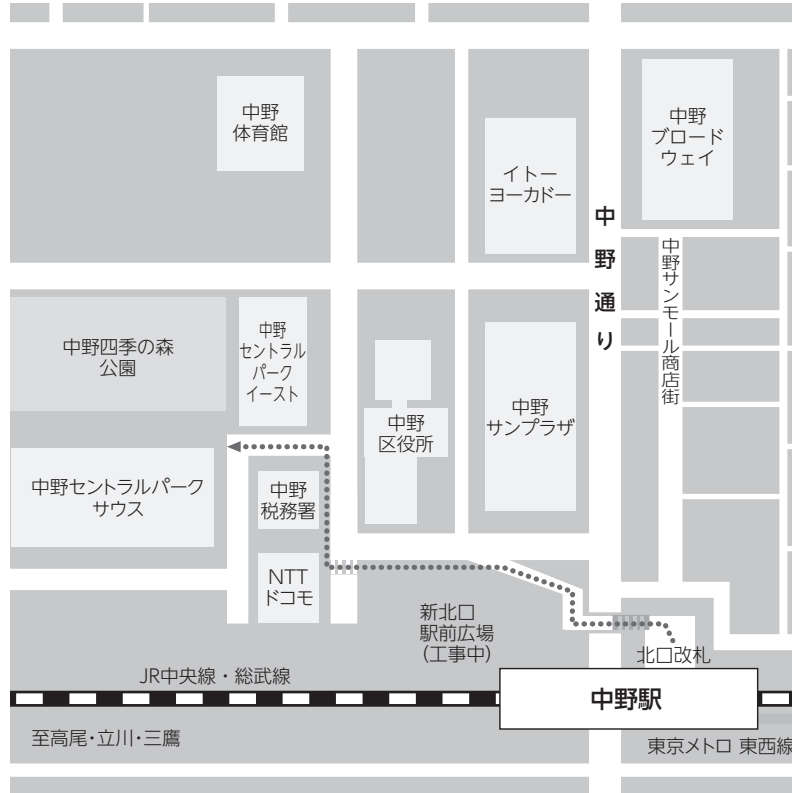 中野
体育館
イトー
ヨーカドー
中野
ブロード
ウェイ
中野通り
中野サンモール商店街
中野四季の森
公園
中野
セントラル
パーク
イースト
中野
区役所
中野
サンプラザ
中野セントラルパーク
サウス
中野
税務署
NTT
ドコモ
新北口
駅前広場
(工事中)
北口改札
JR中央線・総武線
中野駅
至高尾・立川・三鷹
東京メトロ 東西線